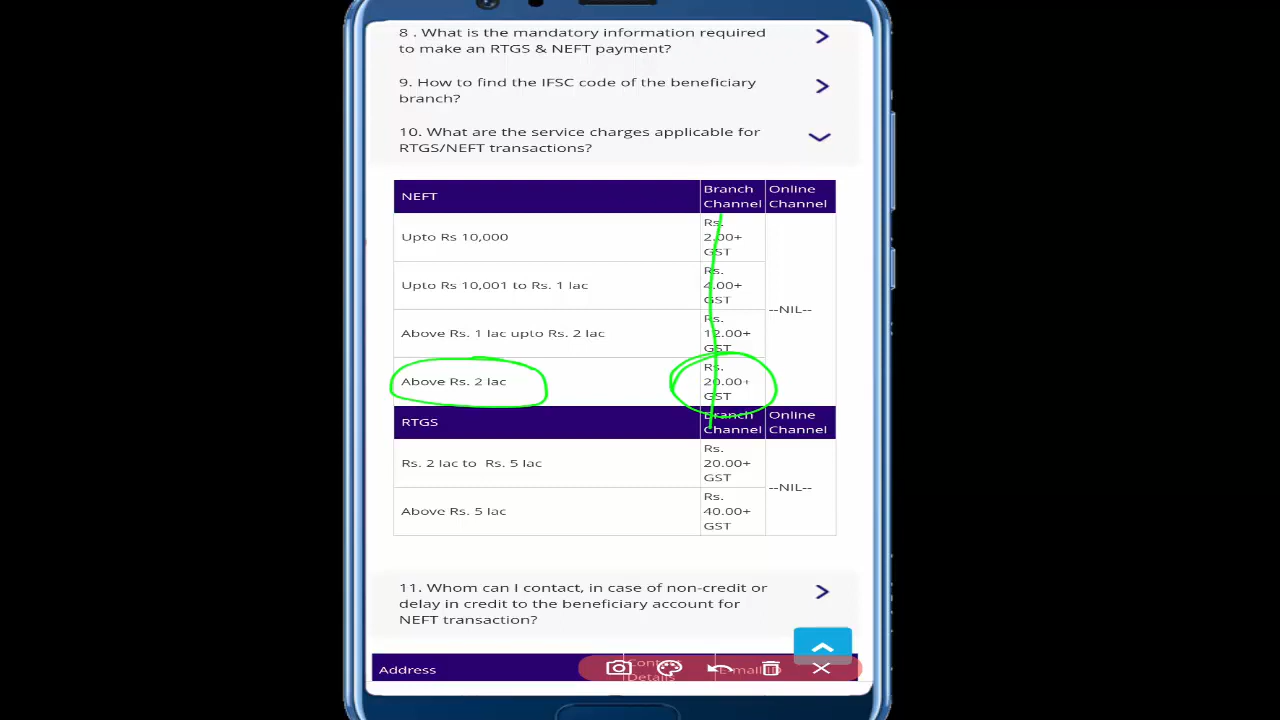 8 . What is the mandatory information required
to make an RTGS & NEFT payment?
9. How to find the IFSC code of the beneficiary
branch?
10. What are the service charges applicable for
RTGS/NEFT transactions?
NEFT
Branch
Channel
Online
Channel
Upto Rs 10,000
Rs.
2.00+
GST
Upto Rs 10,001 to Rs. 1 lac
Rs.
4.00+
GST
--NIL--
Above Rs. 1 lac upto Rs. 2 lac
Rs.
12.00+
GST
Above Rs. 2 lac
Rs.
20.00+
GST
RTGS
Branch
Channel
Online
Channel
Rs. 2 lac to  Rs. 5 lac
Rs.
20.00+
GST
--NIL--
Above Rs. 5 lac
Rs.
40.00+
GST
11. Whom can I contact, in case of non-credit or
delay in credit to the beneficiary account for
NEFT transaction?
Address
Details